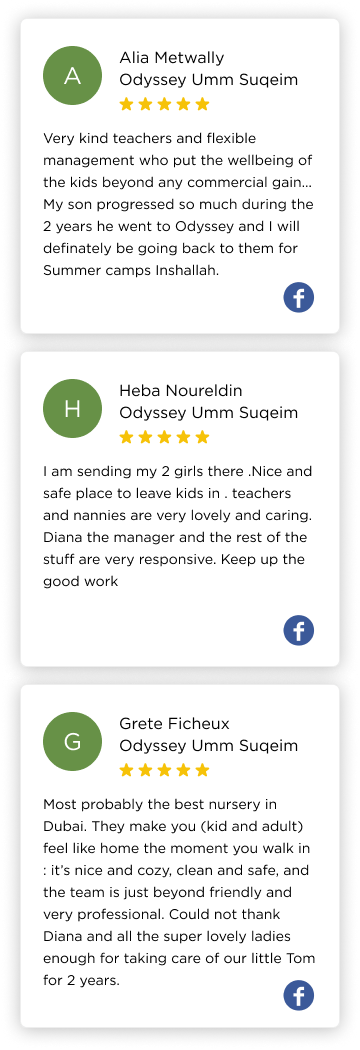 A
Alia Metwally
Odyssey Umm Suqeim
Very kind teachers and flexible
management who put the wellbeing of
the kids beyond any commercial gain...
My son progressed so much during the
2 years he went to Odyssey and I will
definately be going back to them for
Summer camps Inshallah.
H
Heba Noureldin
Odyssey Umm Suqeim
I am sending my 2 girls there .Nice and
safe place to leave kids in . teachers
and nannies are very lovely and caring.
Diana the manager and the rest of the
stuff are very responsive. Keep up the
good work
G
Grete Ficheux
Odyssey Umm Suqeim
Most probably the best nursery in
Dubai. They make you (kid and adult)
feel like home the moment you walk in
: it’s nice and cozy, clean and safe, and
the team is just beyond friendly and
very professional. Could not thank
Diana and all the super lovely ladies
enough for taking care of our little Tom
for 2 years.